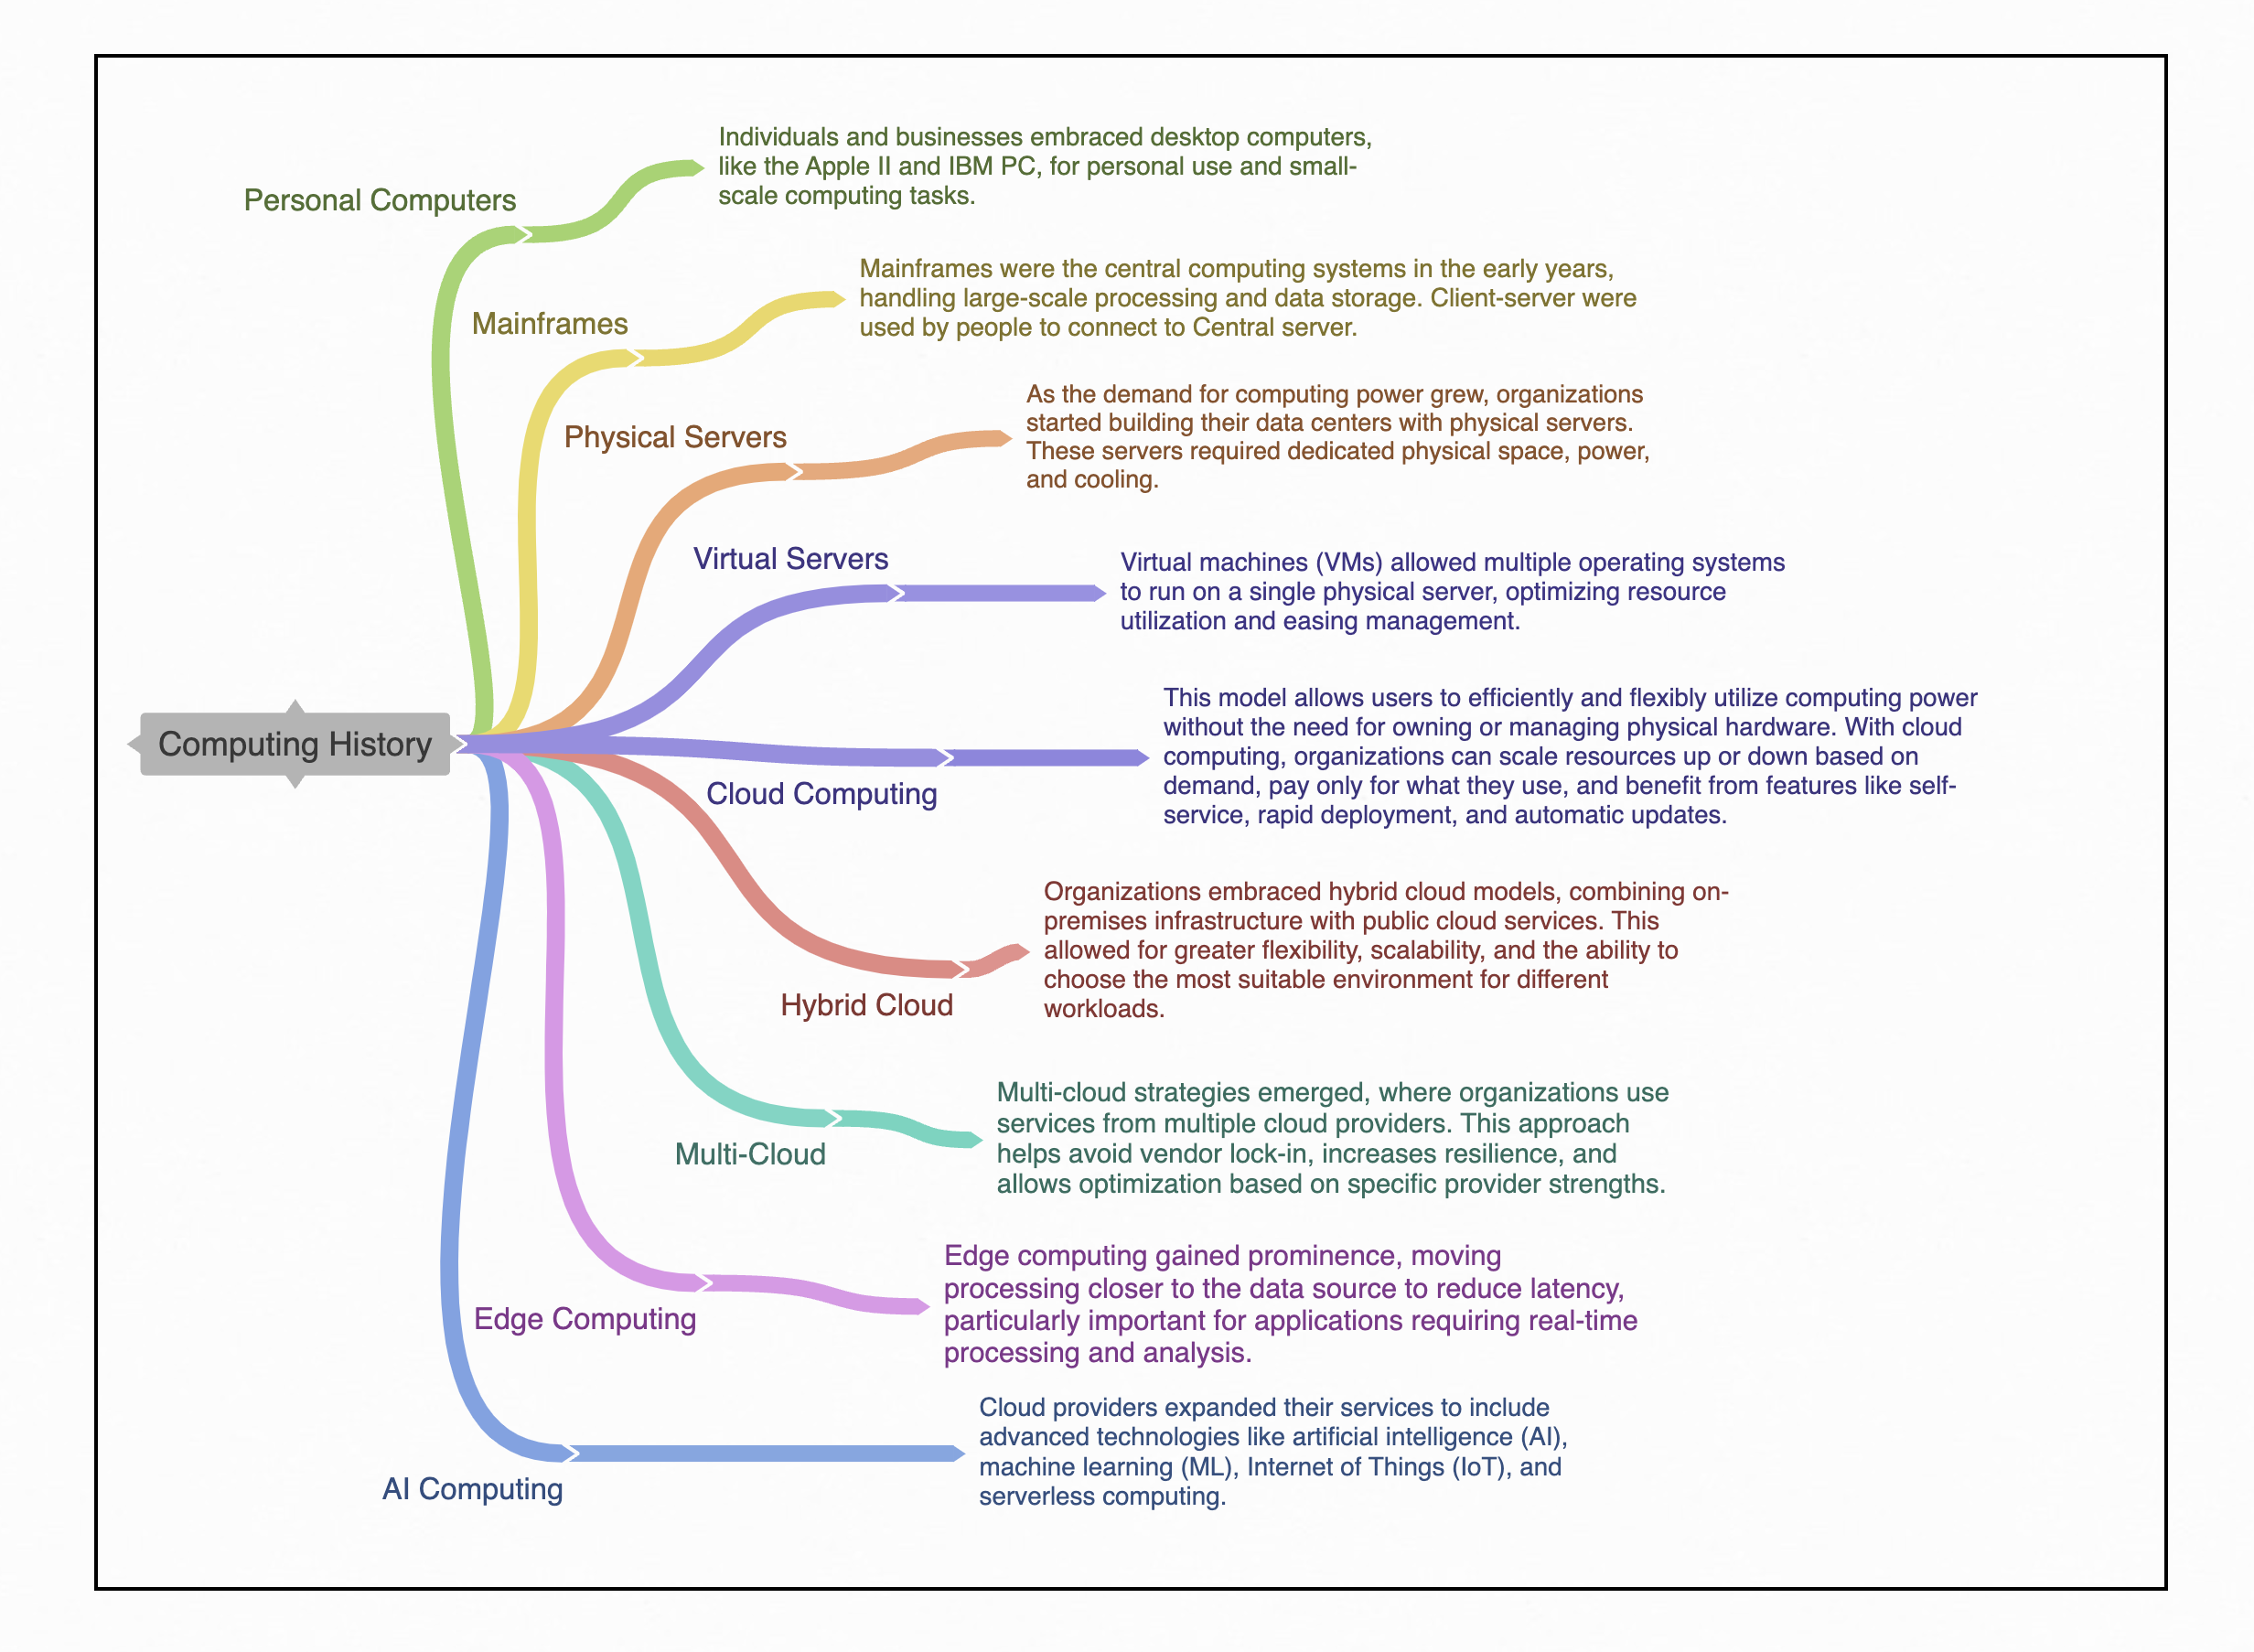 Computing History
Personal Computers
Individuals and businesses embraced desktop computers,
like the Apple II and IBM PC, for personal use and small-
scale computing tasks.
Mainframes
Mainframes were the central computing systems in the early years,
handling large-scale processing and data storage. Client-server were
used by people to connect to Central server.
Physical Servers
As the demand for computing power grew, organizations
started building their data centers with physical servers.
These servers required dedicated physical space, power,
and cooling.
Virtual Servers
Virtual machines (VMs) allowed multiple operating systems
to run on a single physical server, optimizing resource
utilization and easing management.
Cloud Computing
This model allows users to efficiently and flexibly utilize computing power
without the need for owning or managing physical hardware. With cloud
computing, organizations can scale resources up or down based on
demand, pay only for what they use, and benefit from features like self-
service, rapid deployment, and automatic updates.
Hybrid Cloud
Organizations embraced hybrid cloud models, combining on-
premises infrastructure with public cloud services. This
allowed for greater flexibility, scalability, and the ability to
choose the most suitable environment for different
workloads.
Multi-Cloud
Multi-cloud strategies emerged, where organizations use
services from multiple cloud providers. This approach
helps avoid vendor lock-in, increases resilience, and
allows optimization based on specific provider strengths.
Edge Computing
Edge computing gained prominence, moving
processing closer to the data source to reduce latency,
particularly important for applications requiring real-time
processing and analysis.
AI Computing
Cloud providers expanded their services to include
advanced technologies like artificial intelligence (AI),
machine learning (ML), Internet of Things (IoT), and
serverless computing.